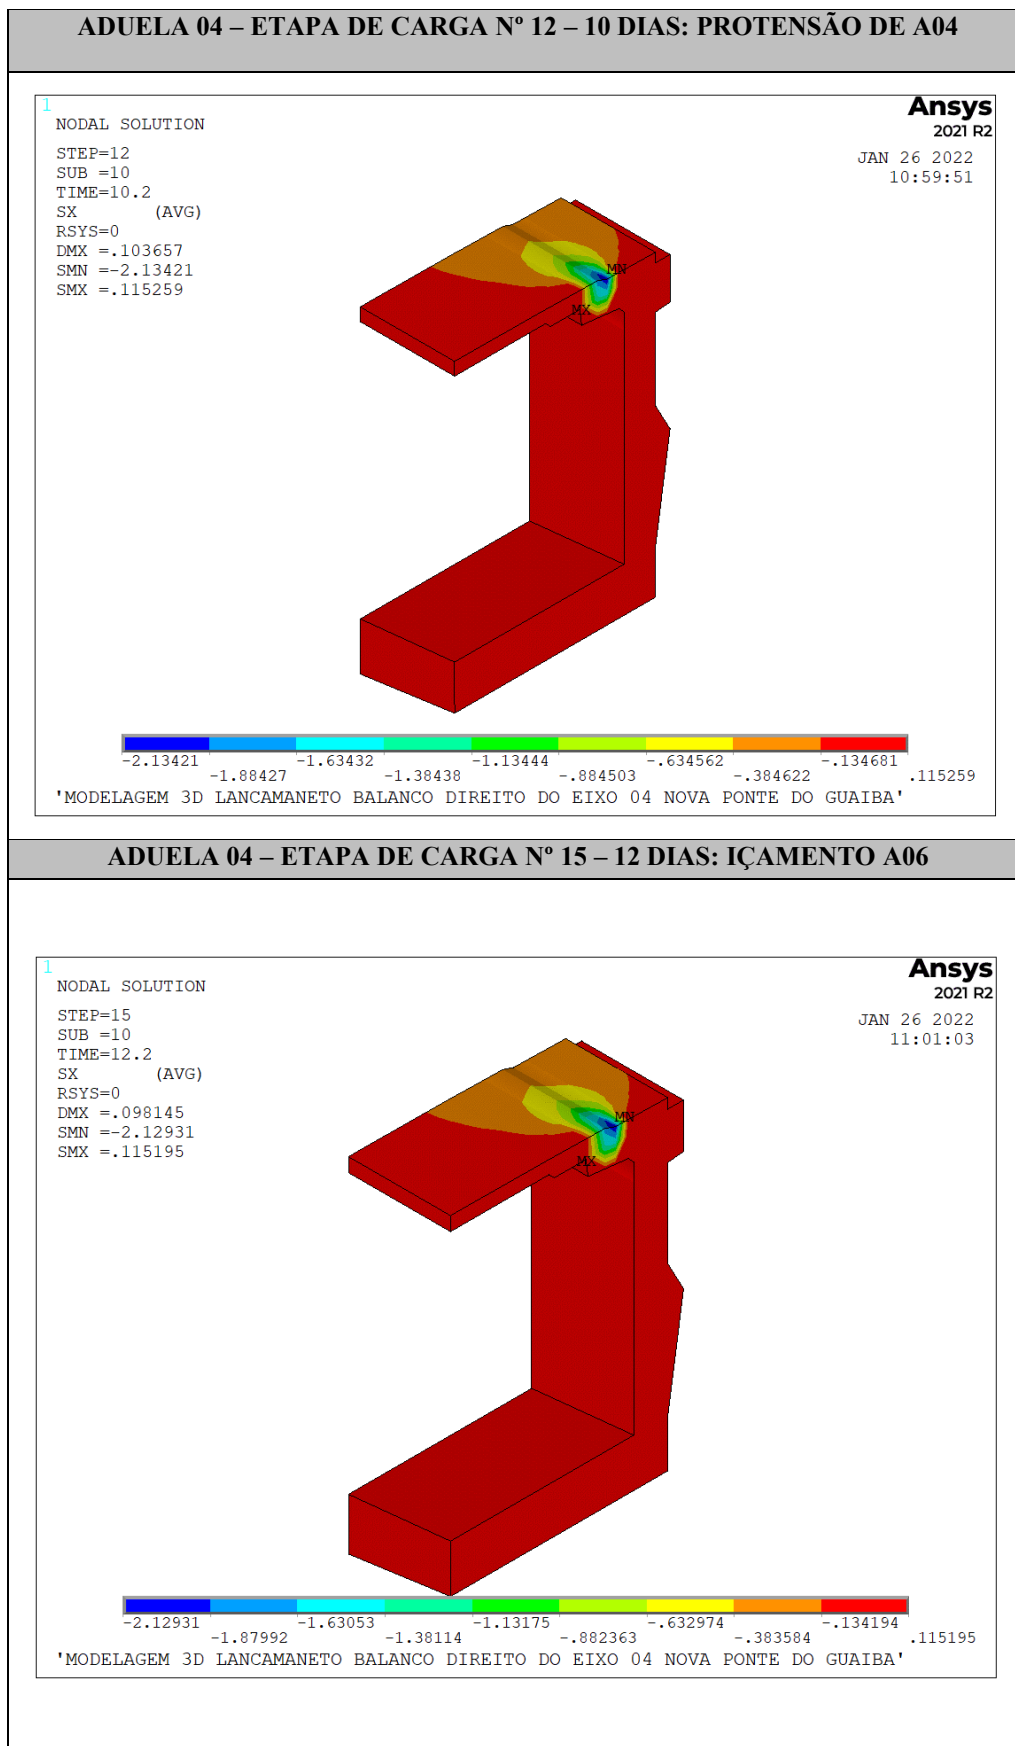 ADUELA 04 – ETAPA DE CARGA Nº 12 – 10 DIAS: PROTENSÃO DE A04
1
Ansys
2021 R2
NODAL SOLUTION
STEP=12
SUB =10
TIME=10.2
SX (AVG)
RSYS=0
DMX =.103657
SMN =-2.13421
SMX =.115259
JAN 26 2022
10:59:51
MN
MX
-2.13421 -1.63432 -1.13444 -.634562 -.134681
-1.88427 -1.38438 -.884503 -.384622 .115259
'MODELAGEM 3D LANCAMANETO BALANCO DIREITO DO EIXO 04 NOVA PONTE DO GUAIBA'
ADUELA 04 – ETAPA DE CARGA Nº 15 – 12 DIAS: IÇAMENTO A06
1
Ansys
2021 R2
NODAL SOLUTION
STEP=15
SUB =10
TIME=12.2
SX (AVG)
RSYS=0
DMX =.098145
SMN =-2.12931
SMX =.115195
JAN 26 2022
11:01:03
MN
MX
-2.12931 -1.63053 -1.13175 -.632974 -.134194
-1.87992 -1.38114 -.882363 -.383584 .115195
'MODELAGEM 3D LANCAMANETO BALANCO DIREITO DO EIXO 04 NOVA PONTE DO GUAIBA'